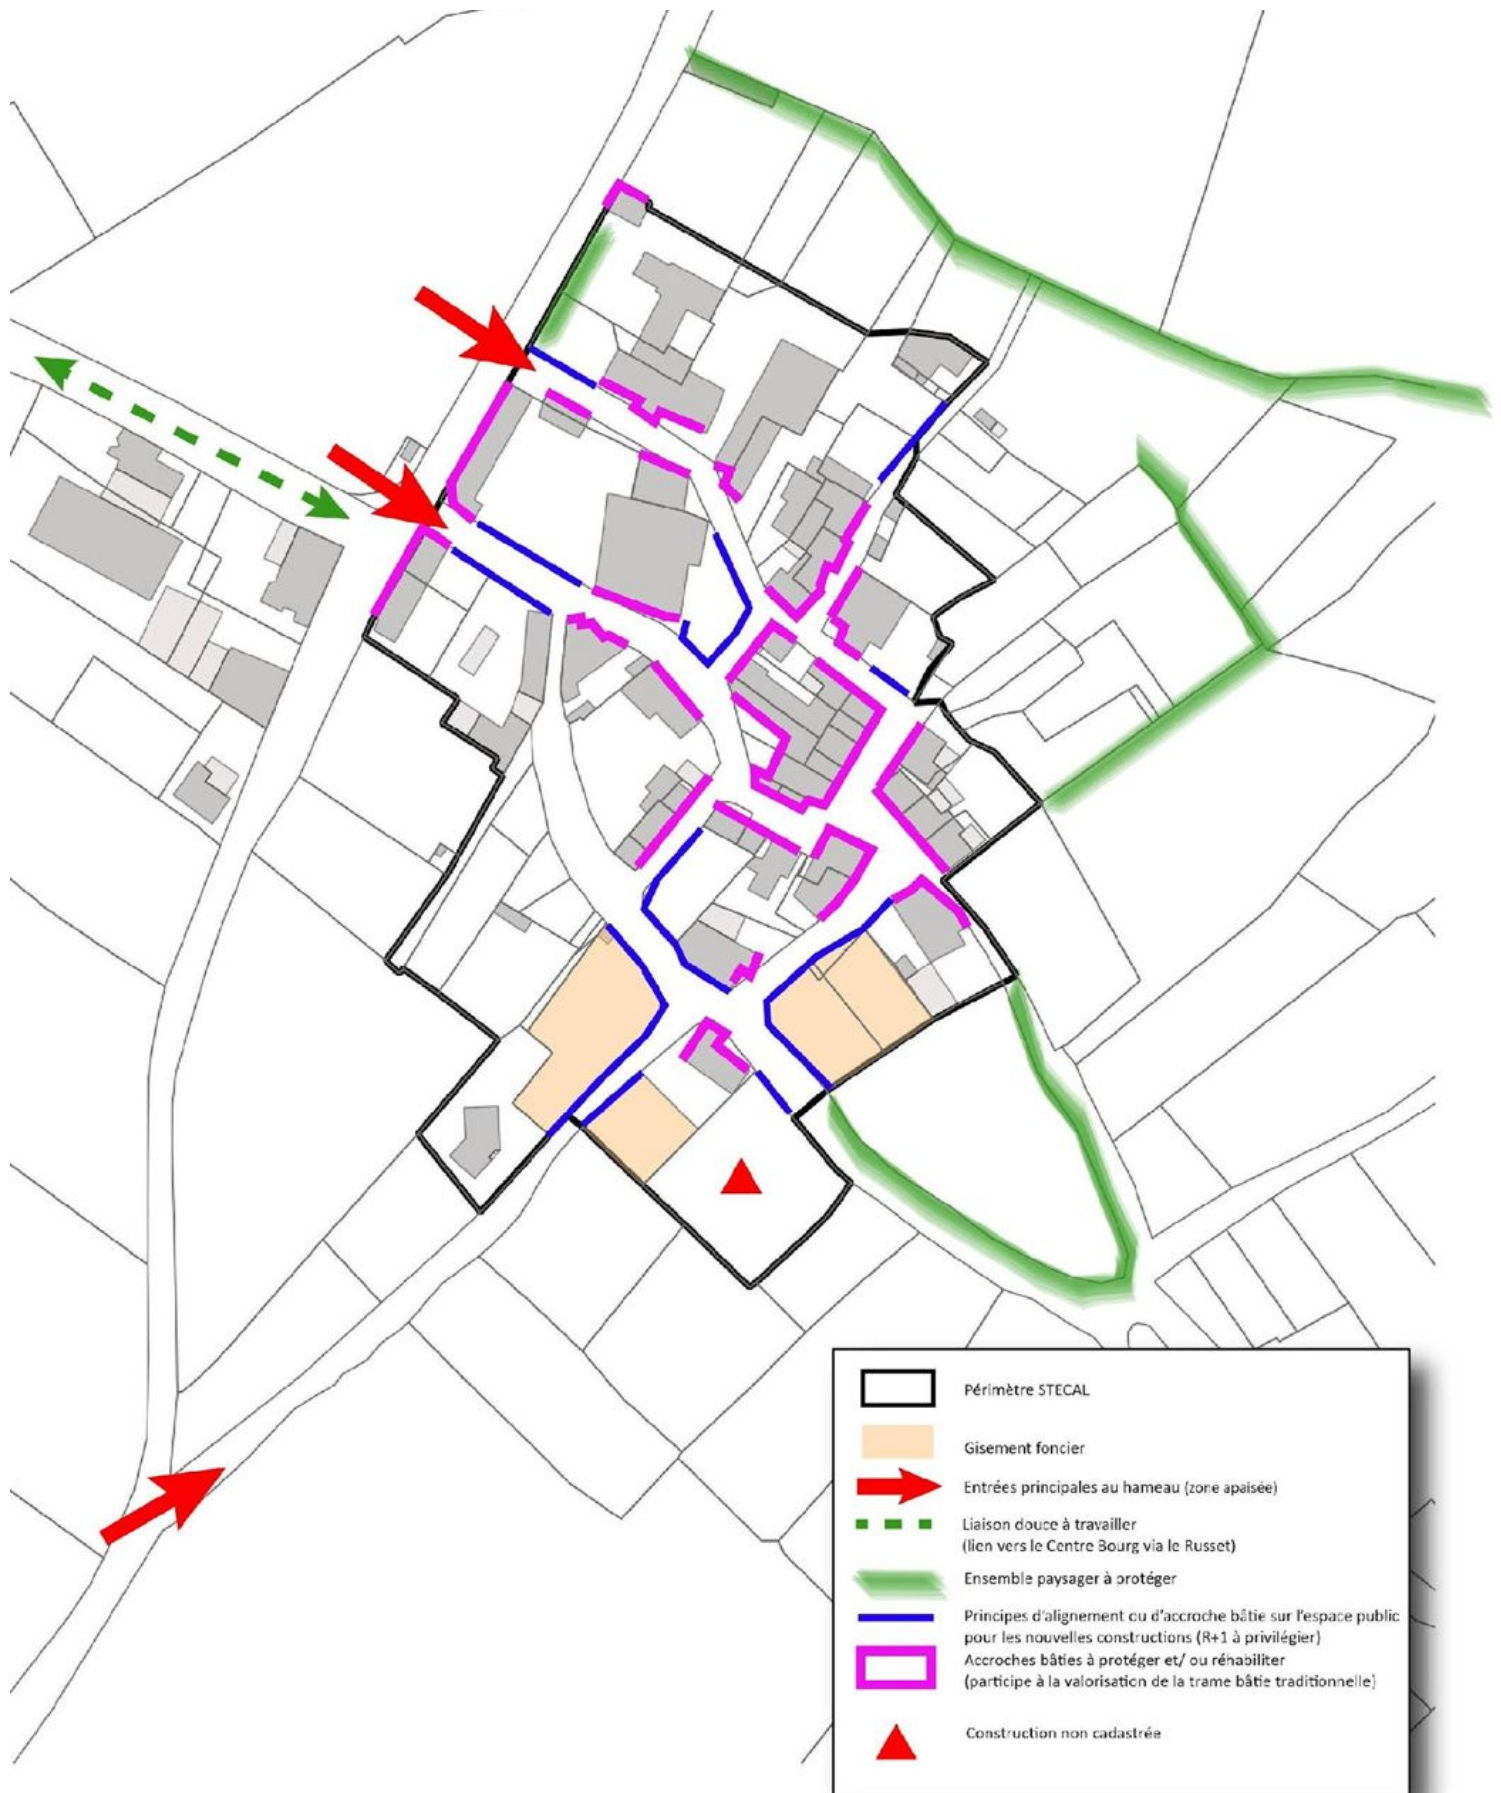 Périmètre STECAL
Gisement foncier
Entrées principales au hameau (zone apaisée)
Liaison douce à travailler
(lien vers le Centre Bourg via le Russet)
Ensemble paysager à protéger
Principes d'alignement ou d'accroche bâtie sur l'espace public
pour les nouvelles constructions (R+1 à privilégier)
Accroches bâties à protéger et/ ou réhabiliter
(participe à la valorisation de la trame bâtie traditionnelle)
Construction non cadastrée